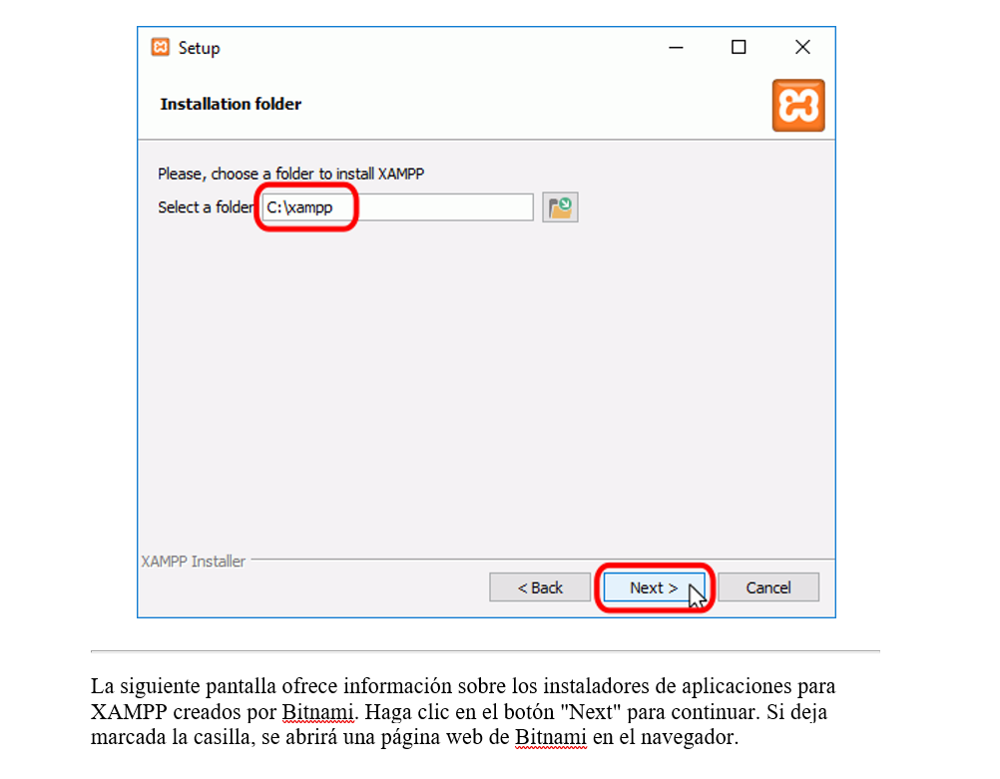 Setup
Installation folder
Please, choose a folder to install XAMPP
Select a folder C:\xampp
XAMPP Installer
< Back Next > Cancel
La siguiente pantalla ofrece información sobre los instaladores de aplicaciones para
XAMPP creados por Bitnami. Haga clic en el botón "Next" para continuar. Si deja
marcada la casilla, se abrirá una página web de Bitnami en el navegador.